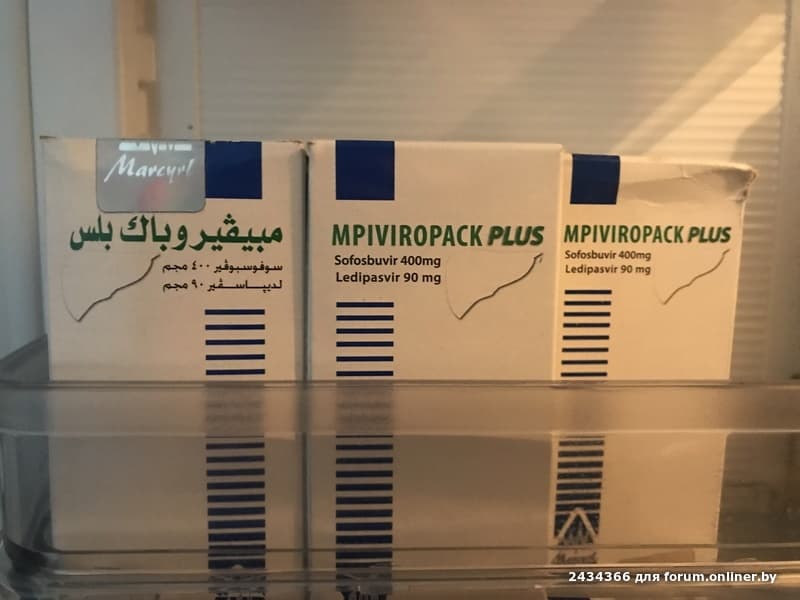 Marcyrl
مبيڤيروباك بلس
سوفوسبوفير ٤٠٠ مجم
لديباسفير ٩٠ مجم
MPIVIROPACK PLUS
Sofosbuvir 400mg
Ledipasvir 90 mg
MPIVIROPACK PLUS
Sofosbuvir 400mg
Ledipasvir 90 mg
2434366 для forum.onliner.by